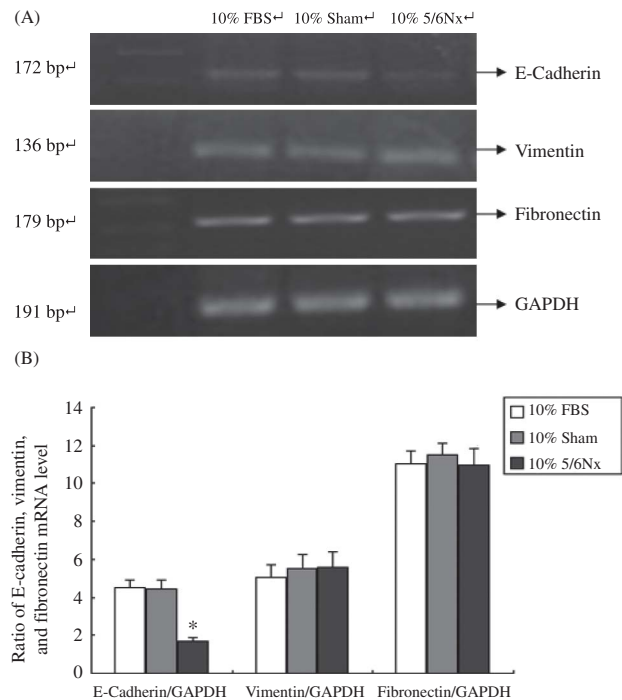 (A)
10% FBS↵ 10% Sham↵ 10% 5/6Nx↵
172 bp↵ E-Cadherin
136 bp↵ Vimentin
179 bp↵ Fibronectin
191 bp↵ GAPDH
(B)
Ratio of E-cadherin, vimentin,
and fibronectin mRNA level
14
12
10
8
6
4
2
0
*
10% FBS
10% Sham
10% 5/6Nx
E-Cadherin/GAPDH Vimentin/GAPDH Fibronectin/GAPDH